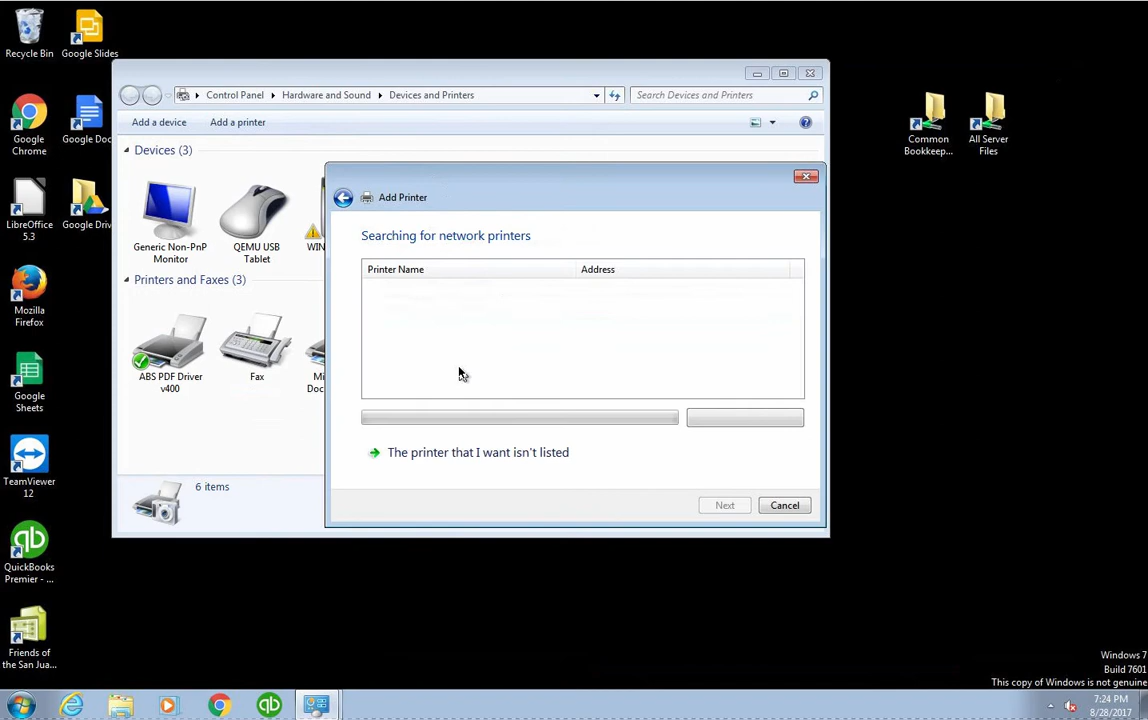 Recycle Bin
Google Slides
Google
Chrome
Google Doc
LibreOffice
5.3
Google Driv
Mozilla
Firefox
Google
Sheets
TeamViewer
12
QuickBooks
Premier - ...
Friends of
the San Jua...
Control Panel
Hardware and Sound
Devices and Printers
Search Devices and Printers
Add a device
Add a printer
Devices (3)
Generic Non-PnP
Monitor
QEMU USB
Tablet
WIN
Printers and Faxes (3)
ABS PDF Driver
v400
Fax
Mi
Doc
6 items
Add Printer
Searching for network printers
Printer Name
Address
The printer that I want isn't listed
Next
Cancel
Common
Bookkeep...
All Server
Files
Windows 7
Build 7601
This copy of Windows is not genuine
qb
qb
7:24 PM
8/28/2017